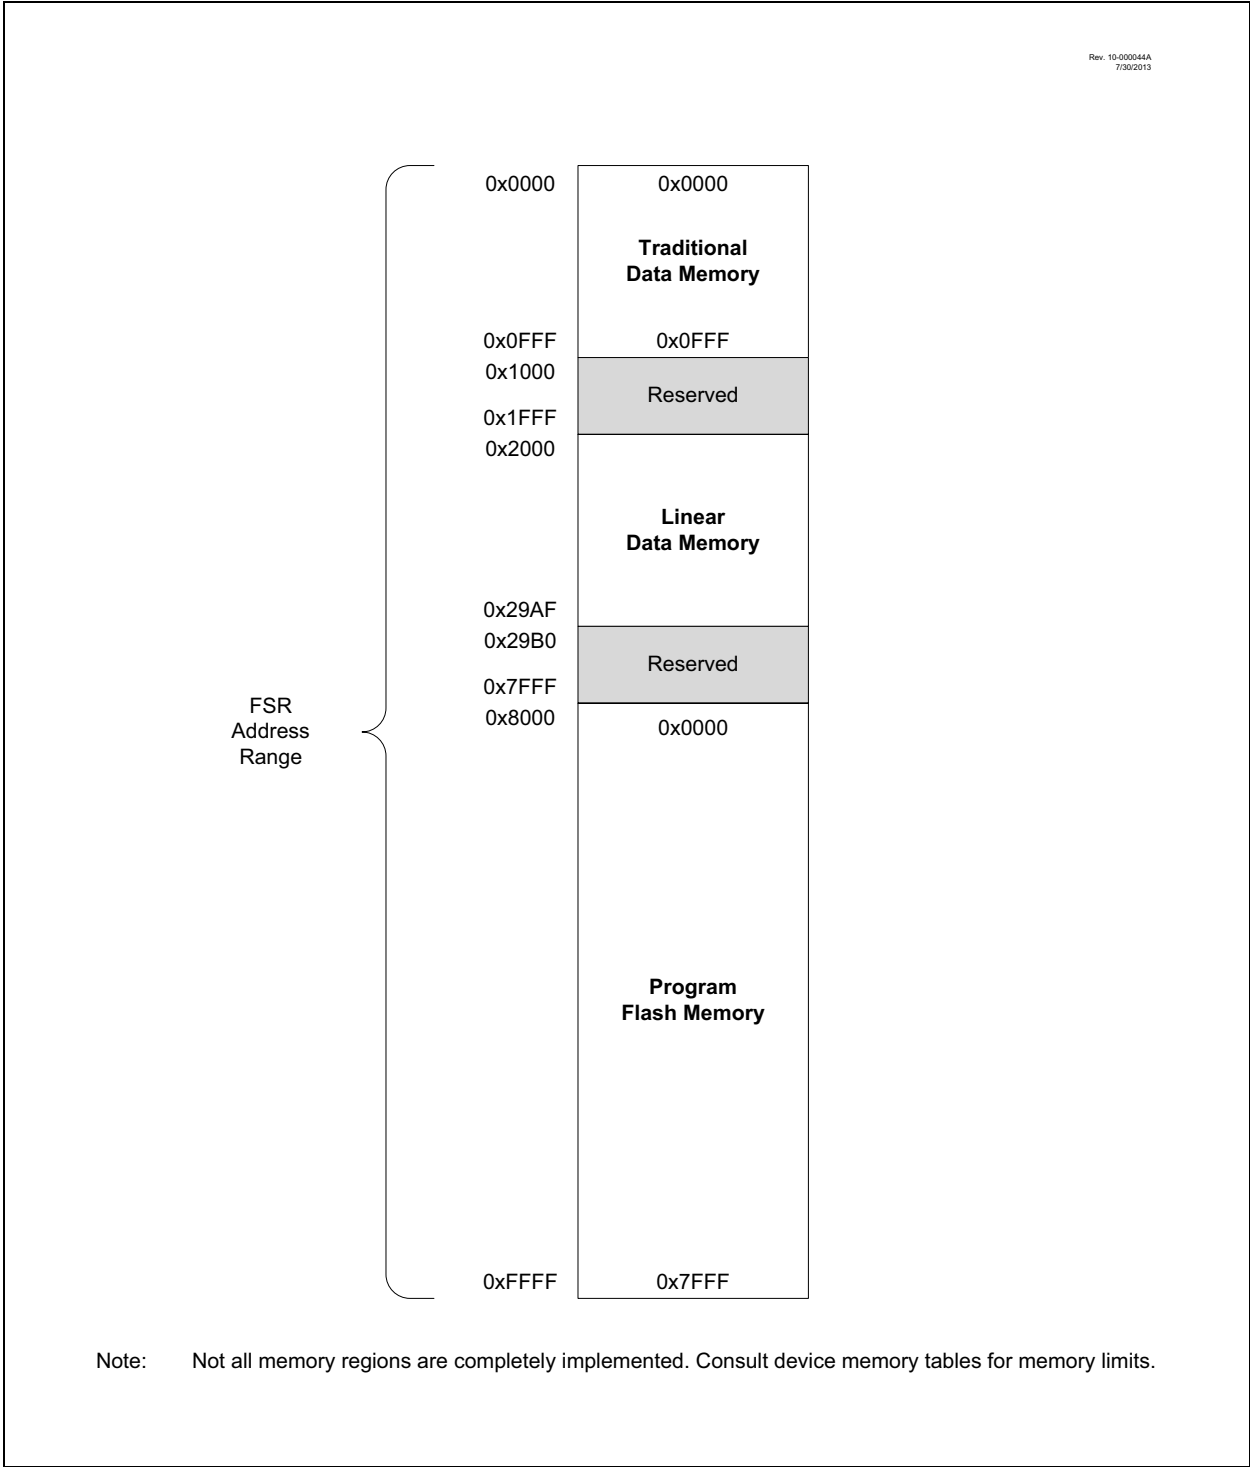 Rev. 10-000044A
7/30/2013
0x0000 0x0000
Traditional
Data Memory
0x0FFF 0x0FFF
0x1000
Reserved
0x1FFF
0x2000
Linear
Data Memory
0x29AF
0x29B0
Reserved
0x7FFF
0x8000 0x0000
FSR
Address
Range
Program
Flash Memory
0xFFFF 0x7FFF
Note: Not all memory regions are completely implemented. Consult device memory tables for memory limits.